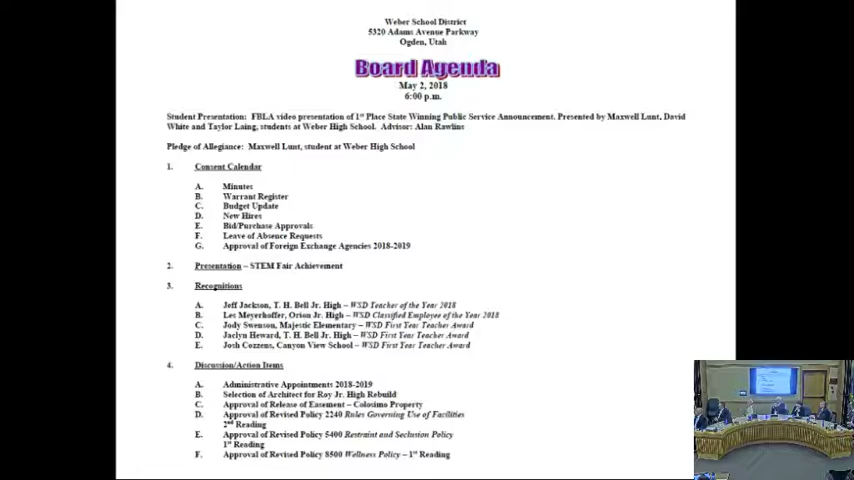 Weber School District
5320 Adams Avenue Parkway
Ogden, Utah
Board Agenda
May 2, 2018
6:00 p.m.
Student Presentation: FBLA video presentation of 1st Place State Winning Public Service Announcement. Presented by Maxwell Lunt, David
White and Taylor Laing, students at Weber High School. Advisor: Alan Rawlins
Pledge of Allegiance: Maxwell Lunt, student at Weber High School
1. Consent Calendar
A. Minutes
B. Warrant Register
C. Budget Update
D. New Hires
E. Bid/Purchase Approvals
F. Leave of Absence Requests
G. Approval of Foreign Exchange Agencies 2018-2019
2. Presentation – STEM Fair Achievement
3. Recognitions
A. Jeff Jackson, T. H. Bell Jr. High – WSD Teacher of the Year 2018
B. Les Meyerhoffer, Orion Jr. High – WSD Classified Employee of the Year 2018
C. Jody Swenson, Majestic Elementary – WSD First Year Teacher Award
D. Jaclyn Heward, T. H. Bell Jr. High – WSD First Year Teacher Award
E. Josh Cozzens, Canyon View School – WSD First Year Teacher Award
4. Discussion/Action Items
A. Administrative Appointments 2018-2019
B. Selection of Architect for Roy Jr. High Rebuild
C. Approval of Release of Easement – Colosimo Property
D. Approval of Revised Policy 2240 Rules Governing Use of Facilities
2nd Reading
E. Approval of Revised Policy 5400 Restraint and Seclusion Policy
1st Reading
F. Approval of Revised Policy 8500 Wellness Policy – 1st Reading